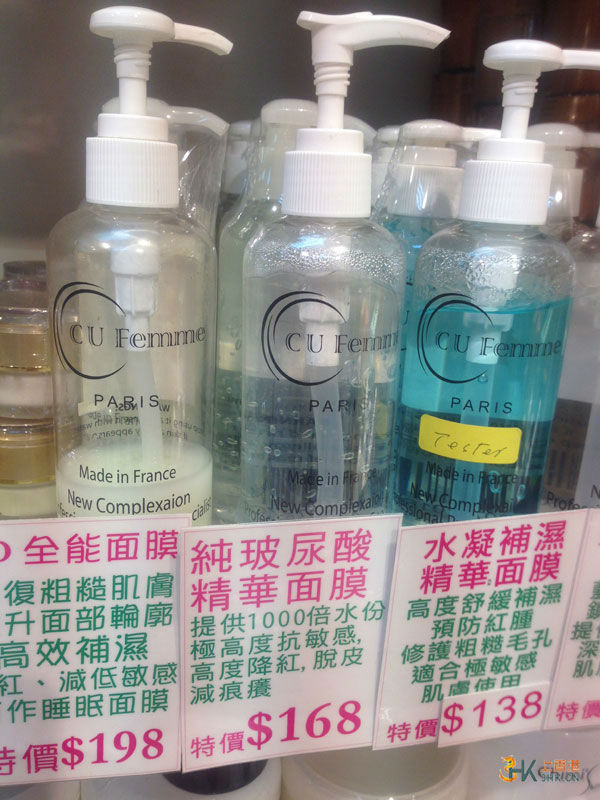 CU Femme
PARIS
Made in France
New Complexaion
CU Femme
PARIS
Made in France
New Complexaion
CU Femme
PARIS
Tester
Made in France
New Complexaion
全能面膜
復粗糙肌膚
升面部輪廓
高效補濕
紅、減低敏感
作睡眠面膜
特價$198
純玻尿酸
精華面膜
提供1000倍水份
極高度抗敏感,
高度降紅,脫皮
減痕癢
特價$168
水凝補濕
精華面膜
高度舒緩補濕
預防紅腫
修護粗糙毛孔
適合極敏感
肌膚使用
特價$138
特價